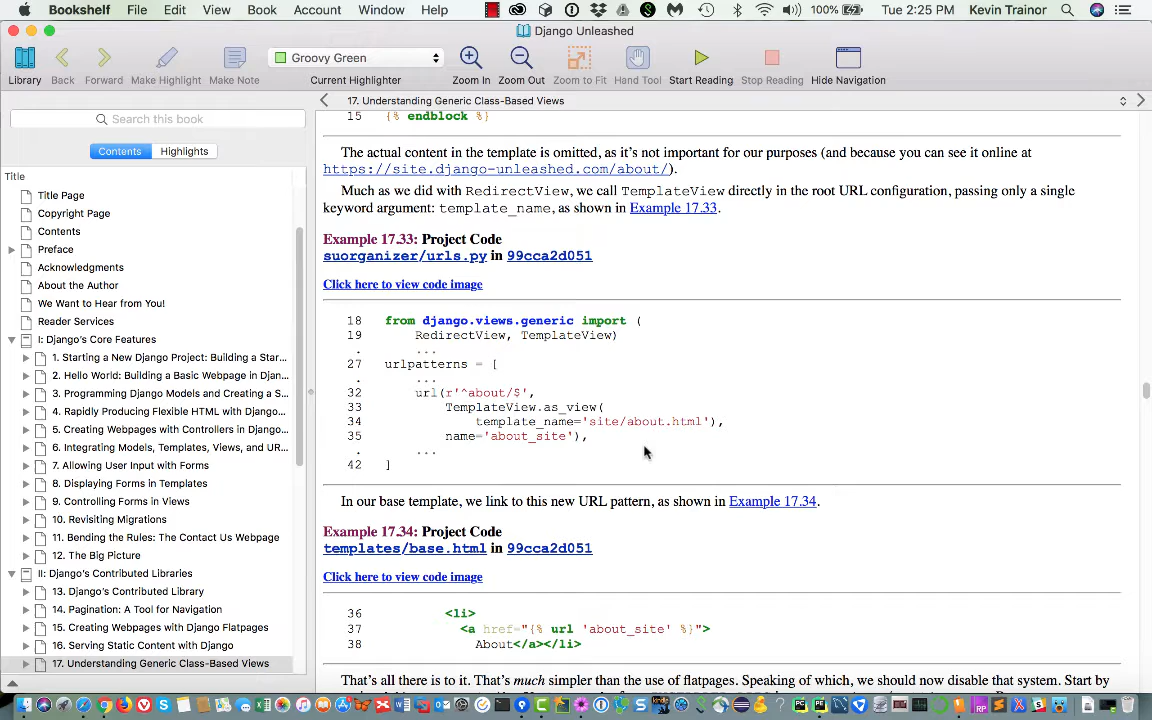 Bookshelf File Edit View Book Account Window Help 100% Tue 2:25 PM Kevin Trainor
Django Unleashed
Groovy Green
Library Back Forward Make Highlight Make Note Current Highlighter Zoom In Zoom Out Zoom to Fit Hand Tool Start Reading Stop Reading Hide Navigation
17. Understanding Generic Class-Based Views
Search this book
Contents Highlights
Title
Title Page
Copyright Page
Contents
Preface
Acknowledgments
About the Author
We Want to Hear from You!
Reader Services
I: Django's Core Features
1. Starting a New Django Project: Building a Star...
2. Hello World: Building a Basic Webpage in Djan...
3. Programming Django Models and Creating a S...
4. Rapidly Producing Flexible HTML with Django...
5. Creating Webpages with Controllers in Django...
6. Integrating Models, Templates, Views, and UR...
7. Allowing User Input with Forms
8. Displaying Forms in Templates
9. Controlling Forms in Views
10. Revisiting Migrations
11. Bending the Rules: The Contact Us Webpage
12. The Big Picture
II: Django's Contributed Libraries
13. Django's Contributed Library
14. Pagination: A Tool for Navigation
15. Creating Webpages with Django Flatpages
16. Serving Static Content with Django
17. Understanding Generic Class-Based Views
15 {% endblock %}
The actual content in the template is omitted, as it's not important for our purposes (and because you can see it online at
https://site.django-unleashed.com/about/).
Much as we did with RedirectView, we call TemplateView directly in the root URL configuration, passing only a single
keyword argument: template_name, as shown in Example 17.33.
Example 17.33: Project Code
suorganizer/urls.py in 99cca2d051
Click here to view code image
18 from django.views.generic import (
19 RedirectView, TemplateView)
. ...
27 urlpatterns = [
. ...
32 url(r'^about/$',
33 TemplateView.as_view(
34 template_name='site/about.html'),
35 name='about_site'),
. ...
42 ]
In our base template, we link to this new URL pattern, as shown in Example 17.34.
Example 17.34: Project Code
templates/base.html in 99cca2d051
Click here to view code image
36 <li>
37 <a href="{% url 'about_site' %}">
38 About</a></li>
That's all there is to it. That's much simpler than the use of flatpages. Speaking of which, we should now disable that system. Start by